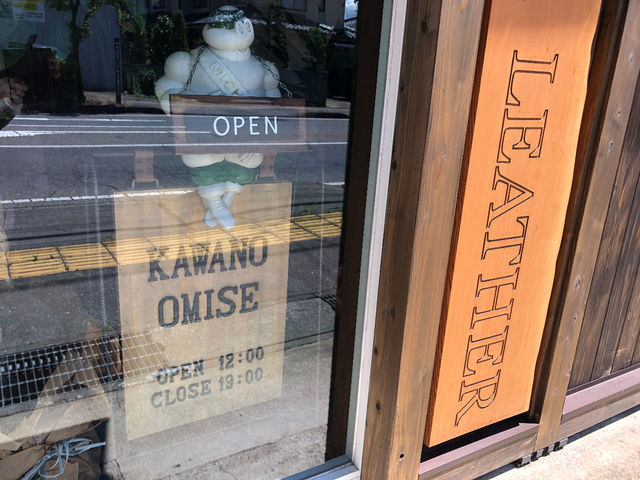 OPEN
KAWANO
OMISE
OPEN 12:00
CLOSE 19:00
LEATHER